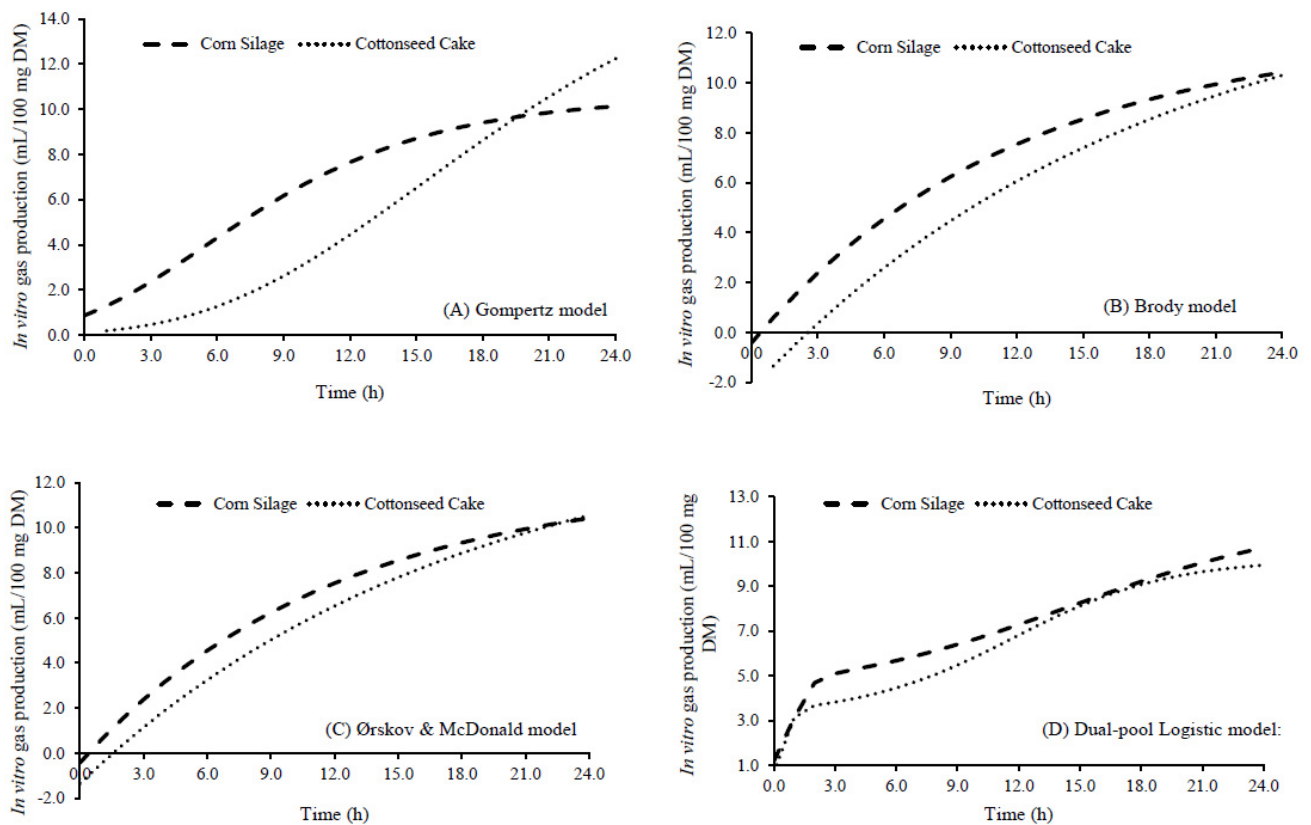 14.0
Corn Silage
Cottonseed Cake
12.0
10.0
8.0
6.0
4.0
2.0
0.0
In vitro gas production (mL/100 mg DM)
(A) Gompertz model
0.0 3.0 6.0 9.0 12.0 15.0 18.0 21.0 24.0
Time (h)
12.0
Corn Silage
Cottonseed Cake
10.0
8.0
6.0
4.0
2.0
0.0
-2.0
In vitro gas production (mL/100 mg DM)
(B) Brody model
0.0 3.0 6.0 9.0 12.0 15.0 18.0 21.0 24.0
Time (h)
12.0
Corn Silage
Cottonseed Cake
10.0
8.0
6.0
4.0
2.0
0.0
-2.0
In vitro gas production (mL/100 mg DM)
(C) Ørskov & McDonald model
0.0 3.0 6.0 9.0 12.0 15.0 18.0 21.0 24.0
Time (h)
13.0
Corn Silage
Cottonseed Cake
11.0
9.0
7.0
5.0
3.0
1.0
In vitro gas production (mL/100 mg
DM)
(D) Dual-pool Logistic model:
0.0 3.0 6.0 9.0 12.0 15.0 18.0 21.0 24.0
Time (h)